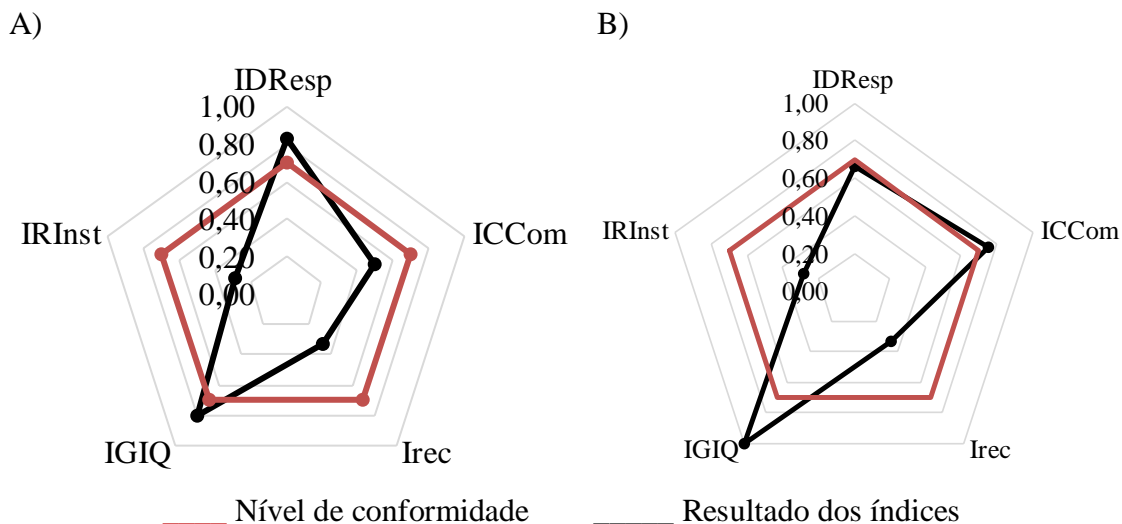 A)
IDResp
1,00
0,80
0,60
0,40
0,20
0,00
IRInst
ICCom
IGIQ
Irec
B)
IDResp
1,00
0,80
0,60
0,40
0,20
0,00
IRInst
ICCom
IGIQ
Irec
_____ Nível de conformidade ______ Resultado dos índices